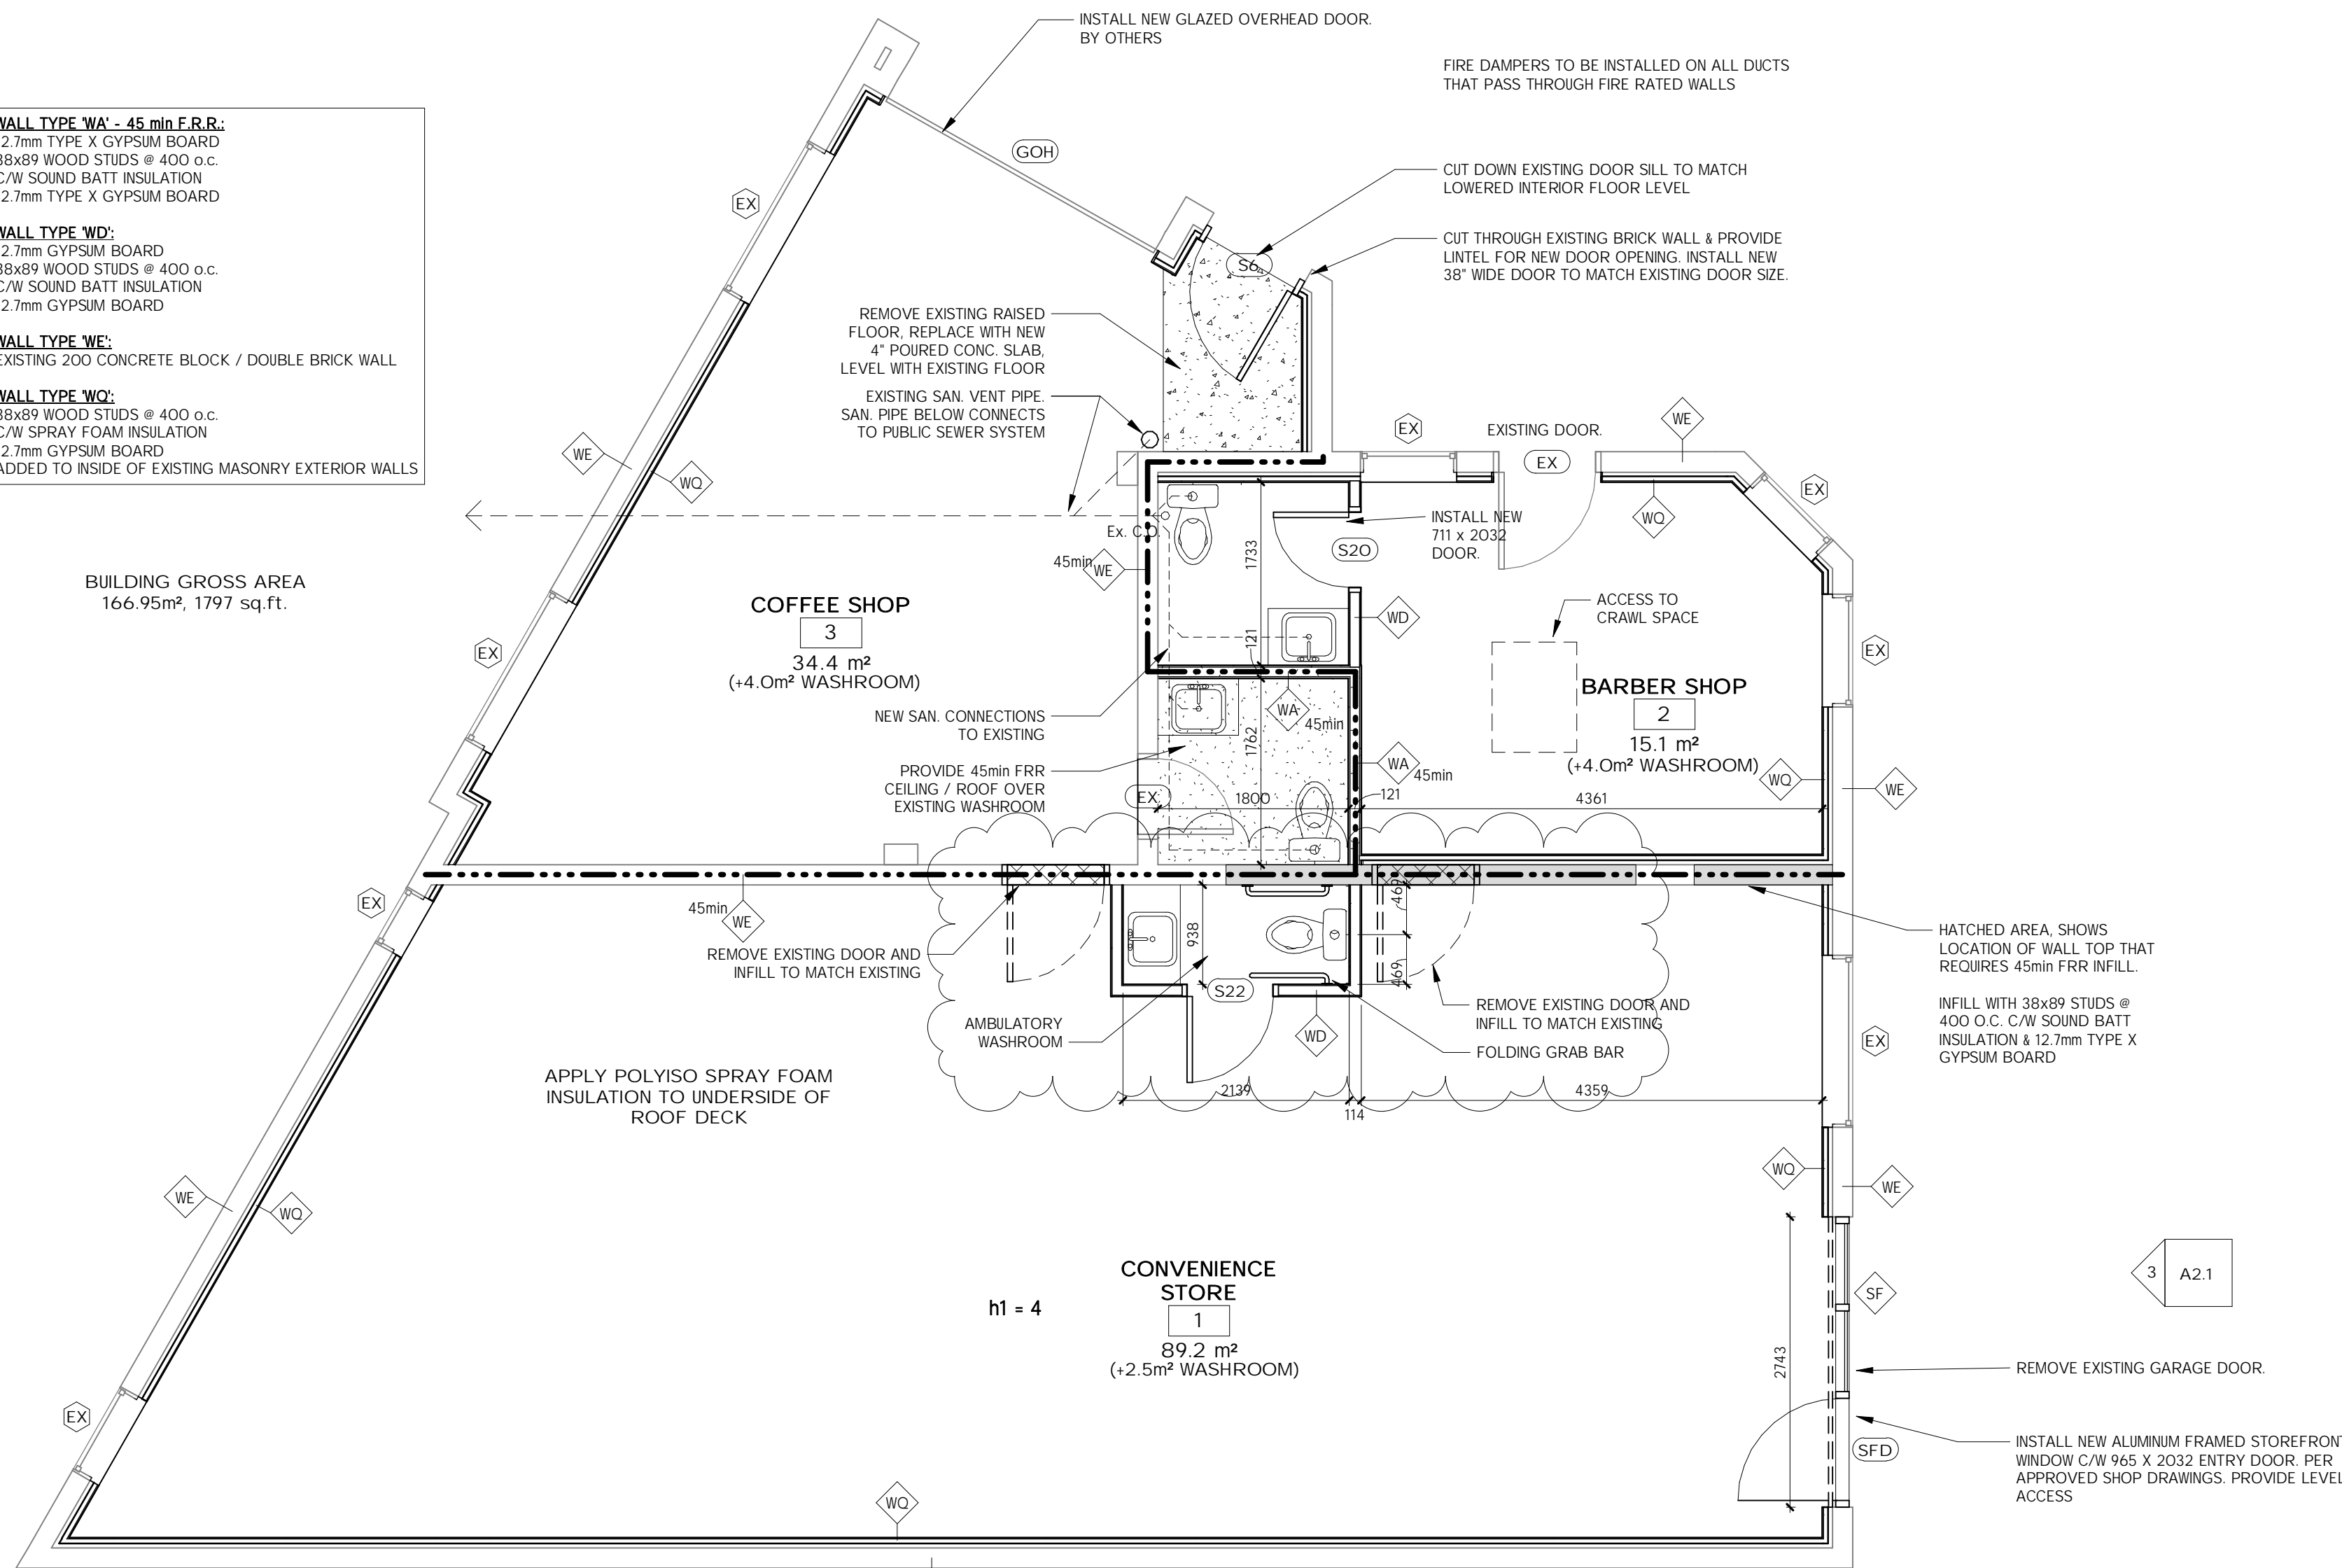 WALL TYPE 'WA' - 45 min F.R.R.:
12.7mm TYPE X GYPSUM BOARD
38x89 WOOD STUDS @ 400 o.c.
C/W SOUND BATT INSULATION
12.7mm TYPE X GYPSUM BOARD
WALL TYPE 'WD':
12.7mm GYPSUM BOARD
38x89 WOOD STUDS @ 400 o.c.
C/W SOUND BATT INSULATION
12.7mm GYPSUM BOARD
WALL TYPE 'WE':
EXISTING 200 CONCRETE BLOCK / DOUBLE BRICK WALL
WALL TYPE 'WQ':
38x89 WOOD STUDS @ 400 o.c.
C/W SPRAY FOAM INSULATION
12.7mm GYPSUM BOARD
ADDED TO INSIDE OF EXISTING MASONRY EXTERIOR WALLS
INSTALL NEW GLAZED OVERHEAD DOOR.
BY OTHERS
FIRE DAMPERS TO BE INSTALLED ON ALL DUCTS
THAT PASS THROUGH FIRE RATED WALLS
GOH
EX
CUT DOWN EXISTING DOOR SILL TO MATCH
LOWERED INTERIOR FLOOR LEVEL
S6
CUT THROUGH EXISTING BRICK WALL & PROVIDE
LINTEL FOR NEW DOOR OPENING. INSTALL NEW
38" WIDE DOOR TO MATCH EXISTING DOOR SIZE.
REMOVE EXISTING RAISED
FLOOR, REPLACE WITH NEW
4" POURED CONC. SLAB,
LEVEL WITH EXISTING FLOOR
EXISTING SAN. VENT PIPE.
SAN. PIPE BELOW CONNECTS
TO PUBLIC SEWER SYSTEM
WE
WQ
EX
EXISTING DOOR.
EX
WE
EX
WQ
INSTALL NEW
711 x 2032
DOOR.
S20
Ex. C.O.
45min
WE
1733
121
WD
BUILDING GROSS AREA
166.95m², 1797 sq.ft.
COFFEE SHOP
3
34.4 m²
(+4.0m² WASHROOM)
EX
ACCESS TO
CRAWL SPACE
EX
BARBER SHOP
2
15.1 m²
(+4.0m² WASHROOM)
NEW SAN. CONNECTIONS
TO EXISTING
WA
45min
1762
PROVIDE 45min FRR
CEILING / ROOF OVER
EXISTING WASHROOM
WA
45min
WQ
WE
EX
1800
121
4361
EX
45min
WE
REMOVE EXISTING DOOR AND
INFILL TO MATCH EXISTING
938
469
469
S22
AMBULATORY
WASHROOM
WD
REMOVE EXISTING DOOR AND
INFILL TO MATCH EXISTING
FOLDING GRAB BAR
HATCHED AREA, SHOWS
LOCATION OF WALL TOP THAT
REQUIRES 45min FRR INFILL.
INFILL WITH 38x89 STUDS @
400 O.C. C/W SOUND BATT
INSULATION & 12.7mm TYPE X
GYPSUM BOARD
EX
2139
114
4359
APPLY POLYISO SPRAY FOAM
INSULATION TO UNDERSIDE OF
ROOF DECK
WE
WQ
WQ
WE
CONVENIENCE
STORE
1
89.2 m²
(+2.5m² WASHROOM)
h1 = 4
2743
SF
3
A2.1
REMOVE EXISTING GARAGE DOOR.
EX
SFD
INSTALL NEW ALUMINUM FRAMED STOREFRONT
WINDOW C/W 965 X 2032 ENTRY DOOR. PER
APPROVED SHOP DRAWINGS. PROVIDE LEVEL
ACCESS
WQ